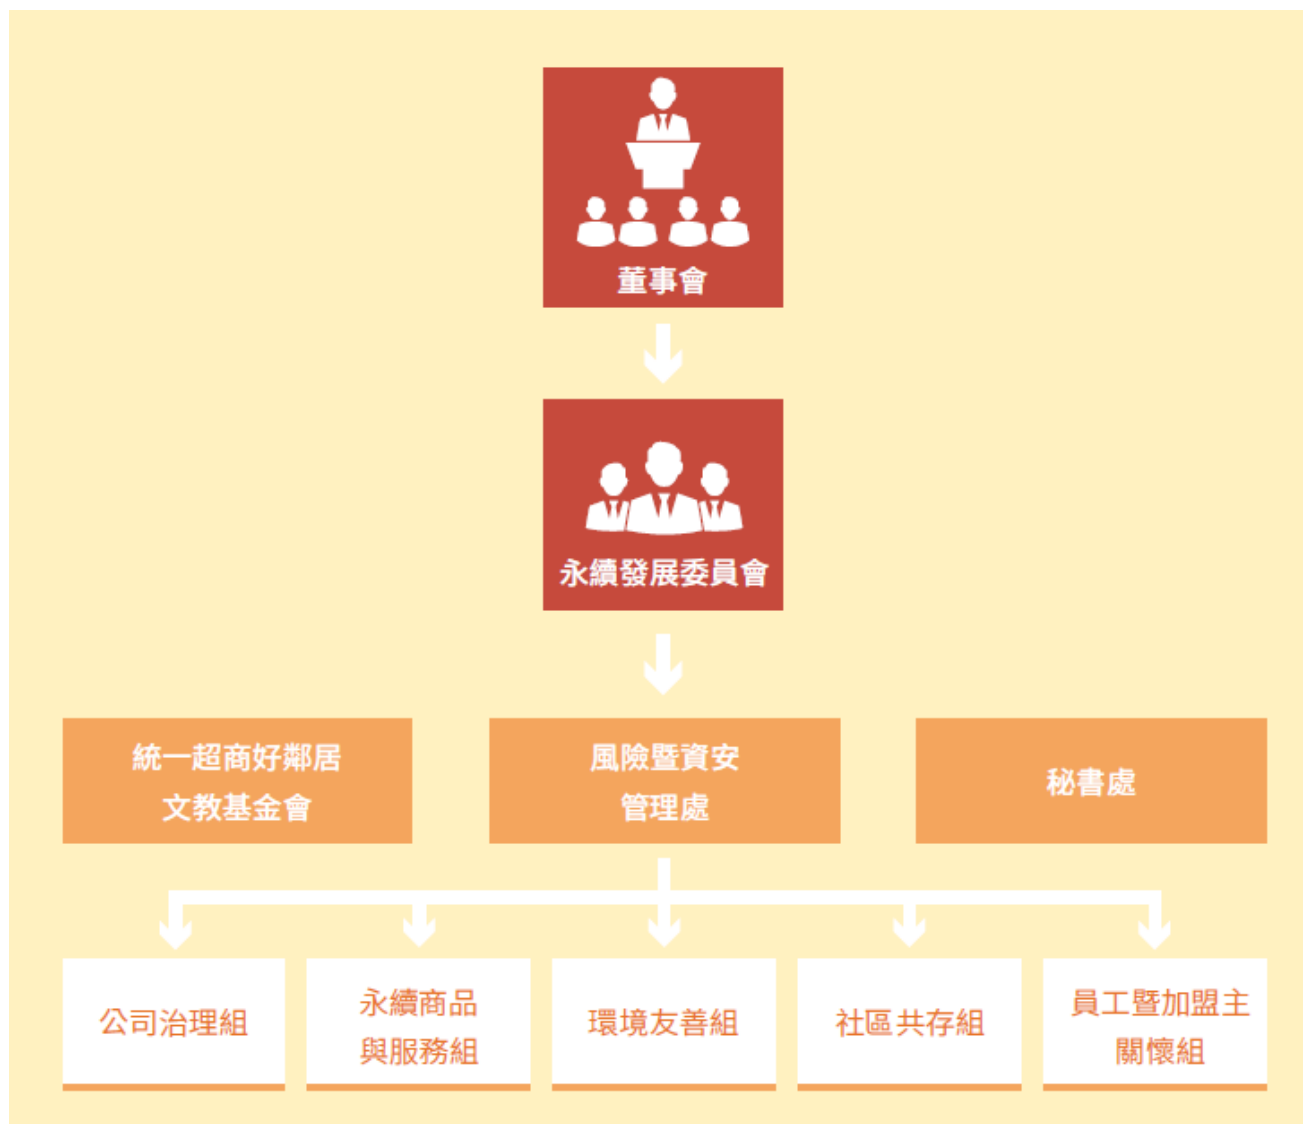 董事會
永續發展委員會
統一超商好鄰居
文教基金會
風險暨資安
管理處
秘書處
公司治理組
永續商品
與服務組
環境友善組
社區共存組
員工暨加盟主
關懷組